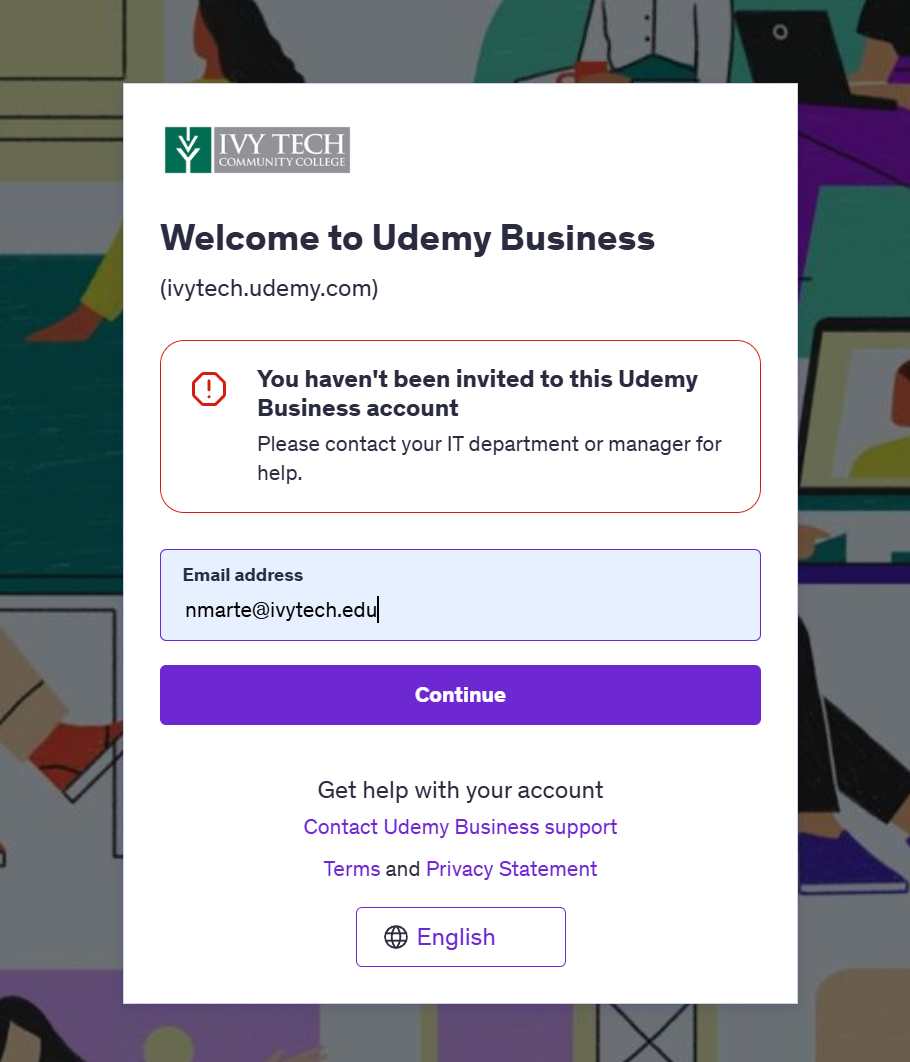 IVY TECH
COMMUNITY COLLEGE
Welcome to Udemy Business
(ivytech.udemy.com)
You haven't been invited to this Udemy
Business account
Please contact your IT department or manager for
help.
Email address
nmarte@ivytech.edu
Continue
Get help with your account
Contact Udemy Business support
Terms and Privacy Statement
English